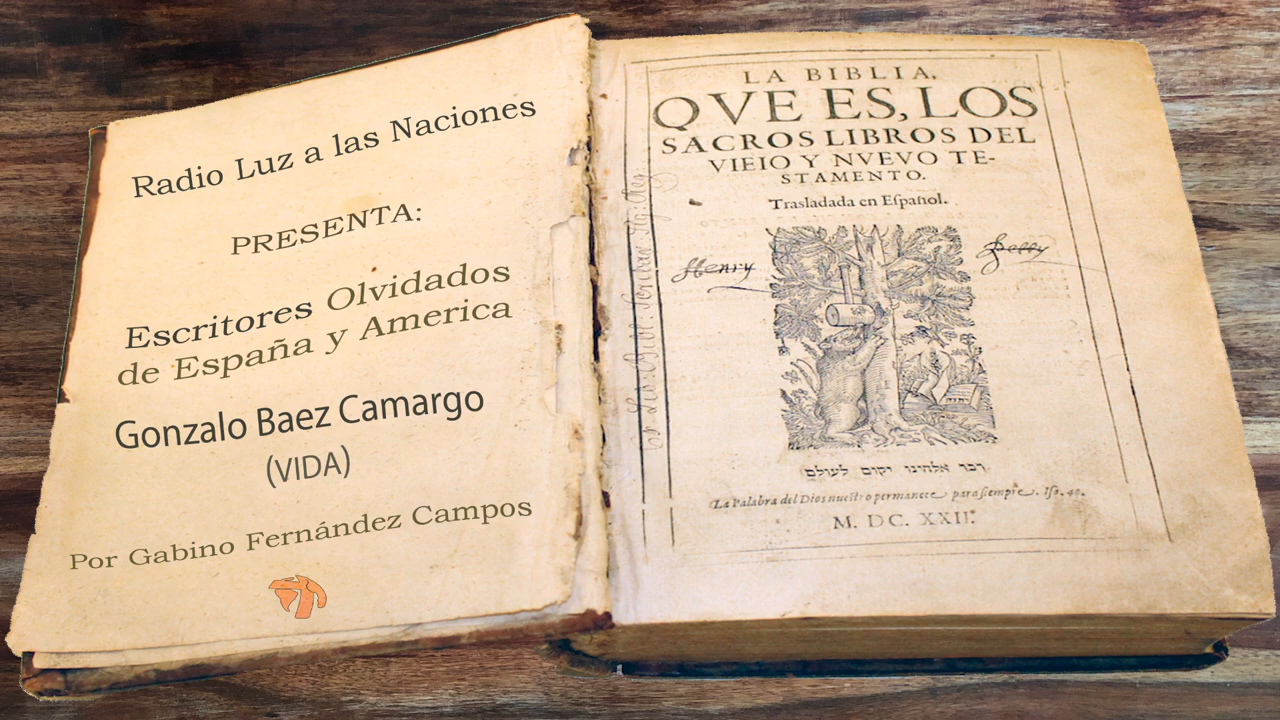 Radio Luz a las Naciones
PRESENTA:
Escritores Olvidados
de España y America
Gonzalo Baez Camargo
(VIDA)
Por Gabino Fernández Campos
LA BIBLIA,
QVE ES, LOS
SACROS LIBROS DEL
VIEIO Y NVEVO TE-
STAMENTO.
Trasladada en Eſpañol.
Henry
דבר אלהינו יקום לעולם
La Palabra del Dios nueſtro permanece para ſiempre. Iſa. 40.
M. DC. XXII.